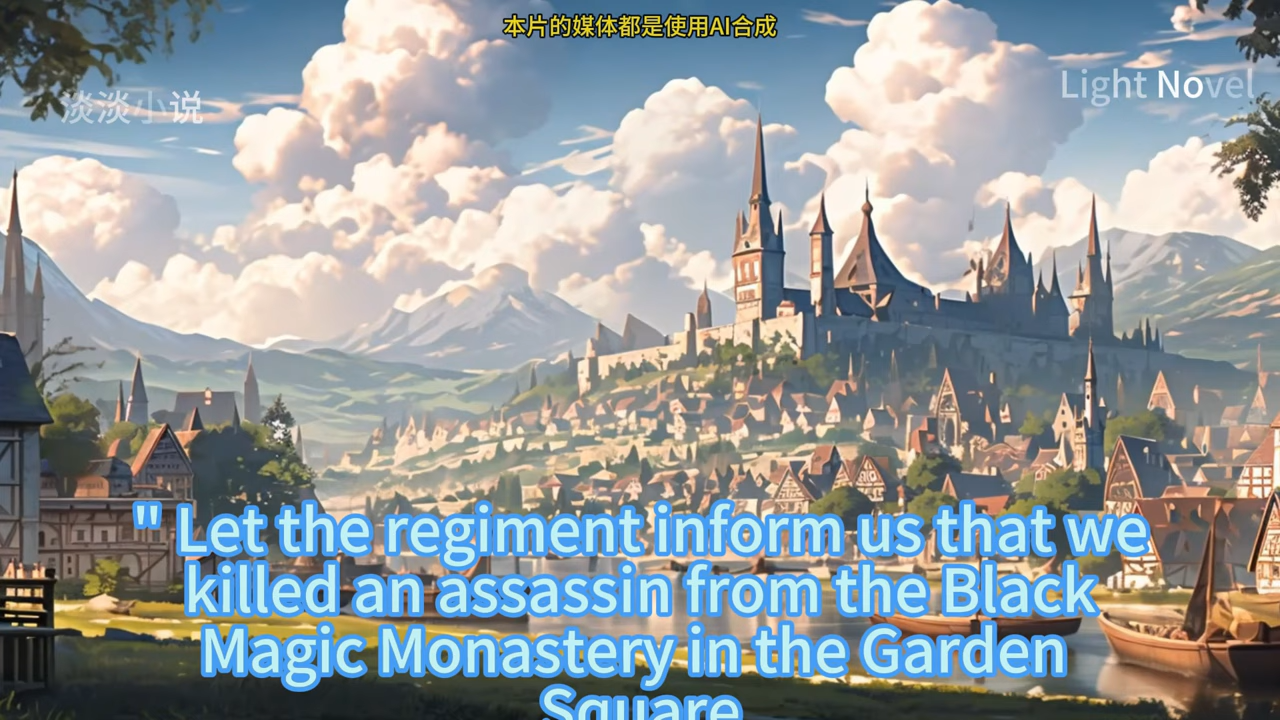 本片的媒体都是使用AI合成
淡淡小说
Light Novel
" Let the regiment inform us that we
killed an assassin from the Black
Magic Monastery in the Garden
Square